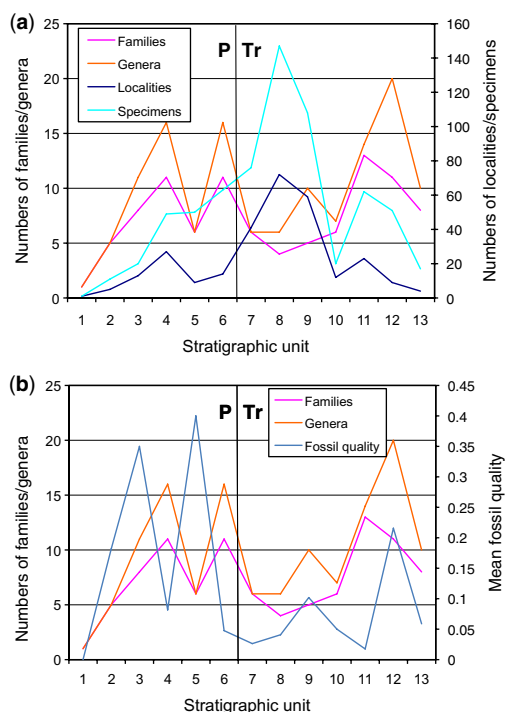 (a)
25
20
15
10
5
0
Numbers of families/genera
Families
Genera
Localities
Specimens
P Tr
160
140
120
100
80
60
40
20
0
Numbers of localities/specimens
1 2 3 4 5 6 7 8 9 10 11 12 13
Stratigraphic unit
(b)
25
20
15
10
5
0
Numbers of families/genera
P Tr
Families
Genera
Fossil quality
0.45
0.4
0.35
0.3
0.25
0.2
0.15
0.1
0.05
0
Mean fossil quality
1 2 3 4 5 6 7 8 9 10 11 12 13
Stratigraphic unit